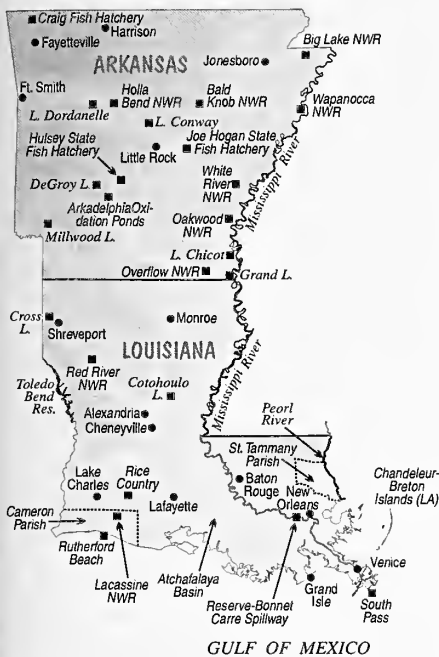 Craig Fish Hatchery
Harrison
Fayetteville
Big Lake NWR
Jonesboro
ARKANSAS
Ft. Smith
Holla
Bend NWR
Bald
Knob NWR
Wapanocca
NWR
L. Dordanelle
L. Conway
Hulsey State
Fish Hatchery
Joe Hogan State
Fish Hatchery
Little Rock
Mississippi River
DeGroy L.
White
River NWR
ArkadelphiaOxi-
dation Ponds
Oakwood
NWR
Millwood L.
L. Chicot
Overflow NWR
Grand L.
Cross
L.
Shreveport
Monroe
LOUISIANA
Mississippi River
Red River
NWR
Toledo
Bend
Res.
Cotohoulo
L.
Alexandria
Cheneyville
Peorl
River
St. Tammany
Parish
Chandeleur-
Breton
Islands (LA)
Lake
Charles
Rice
Country
Lafayette
Baton
Rouge
New
Orleans
Cameron
Parish
Rutherford
Beach
Lacassine
NWR
Atchafalaya
Basin
Reserve-Bonnet
Carre Spillway
Grand
Isle
Venice
South
Pass
GULF OF MEXICO